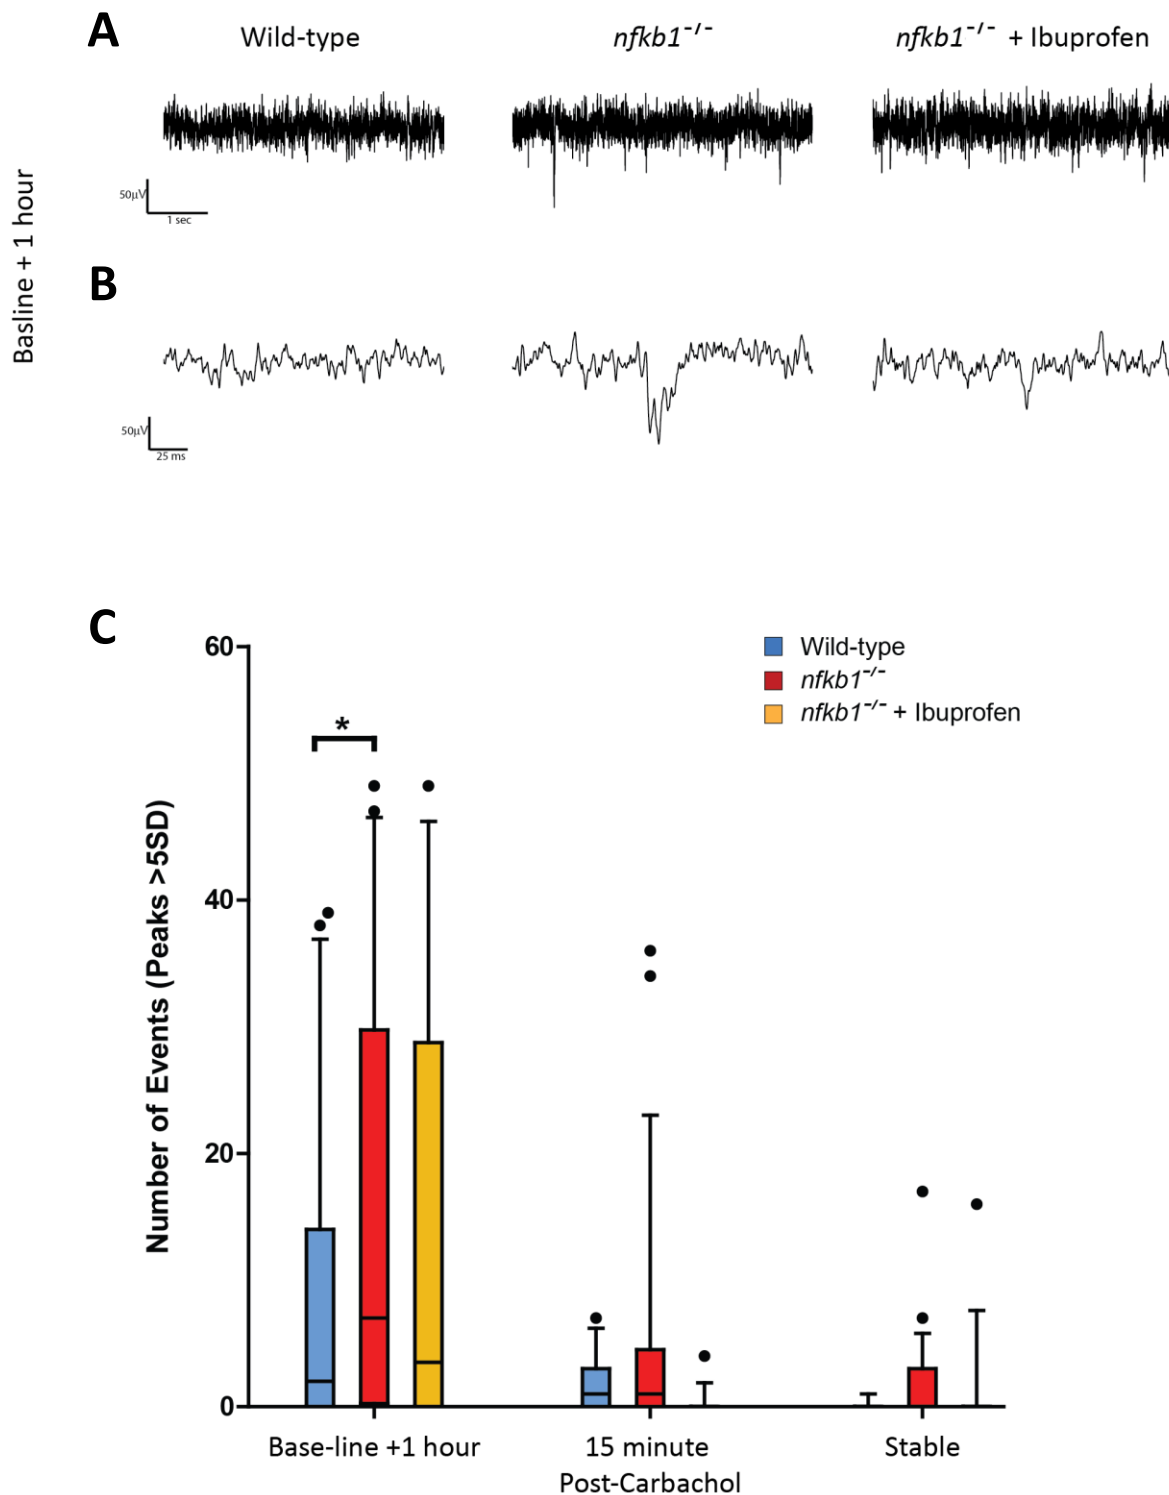 A
Wild-type
nfkb1-/-
nfkb1-/- + Ibuprofen
Basline + 1 hour
50µV
1 sec
B
50µV
25 ms
C
Wild-type
nfkb1-/-
nfkb1-/- + Ibuprofen
*
Number of Events (Peaks >5SD)
60
40
20
0
Base-line +1 hour
15 minute
Post-Carbachol
Stable